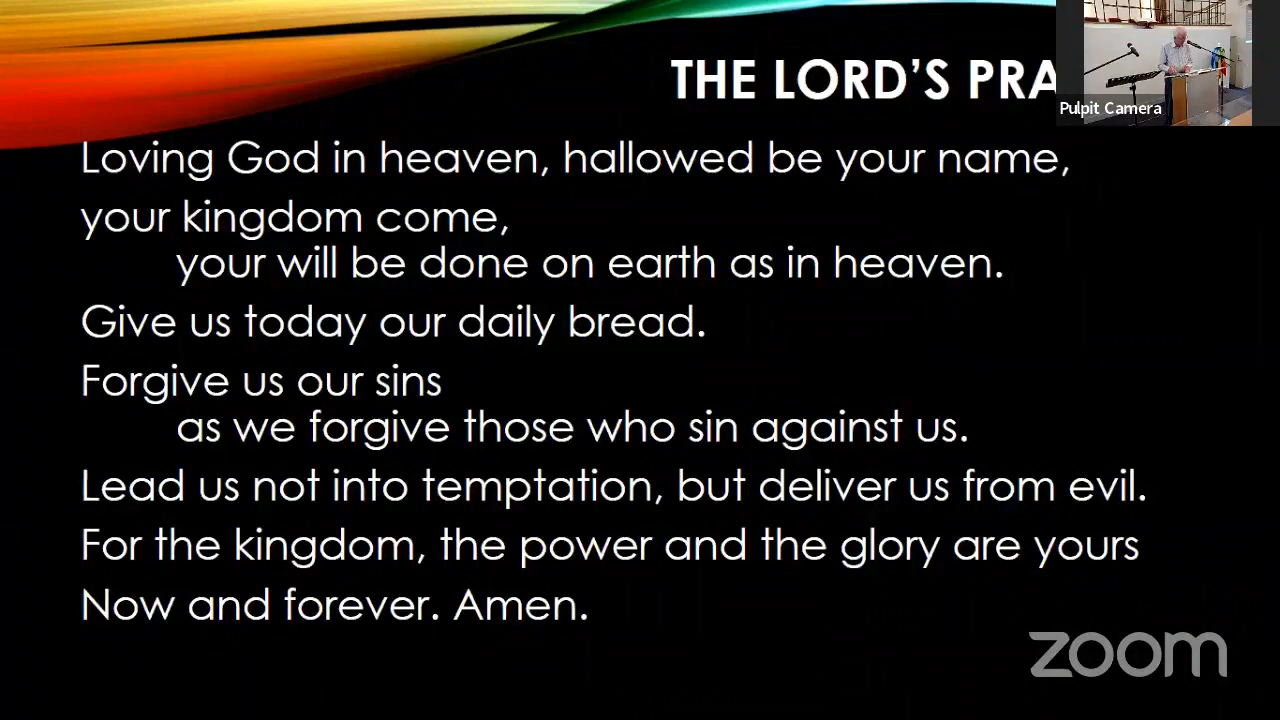 THE LORD'S PRA
Pulpit Camera
Loving God in heaven, hallowed be your name,
your kingdom come,
your will be done on earth as in heaven.
Give us today our daily bread.
Forgive us our sins
as we forgive those who sin against us.
Lead us not into temptation, but deliver us from evil.
For the kingdom, the power and the glory are yours
Now and forever. Amen.
zoom